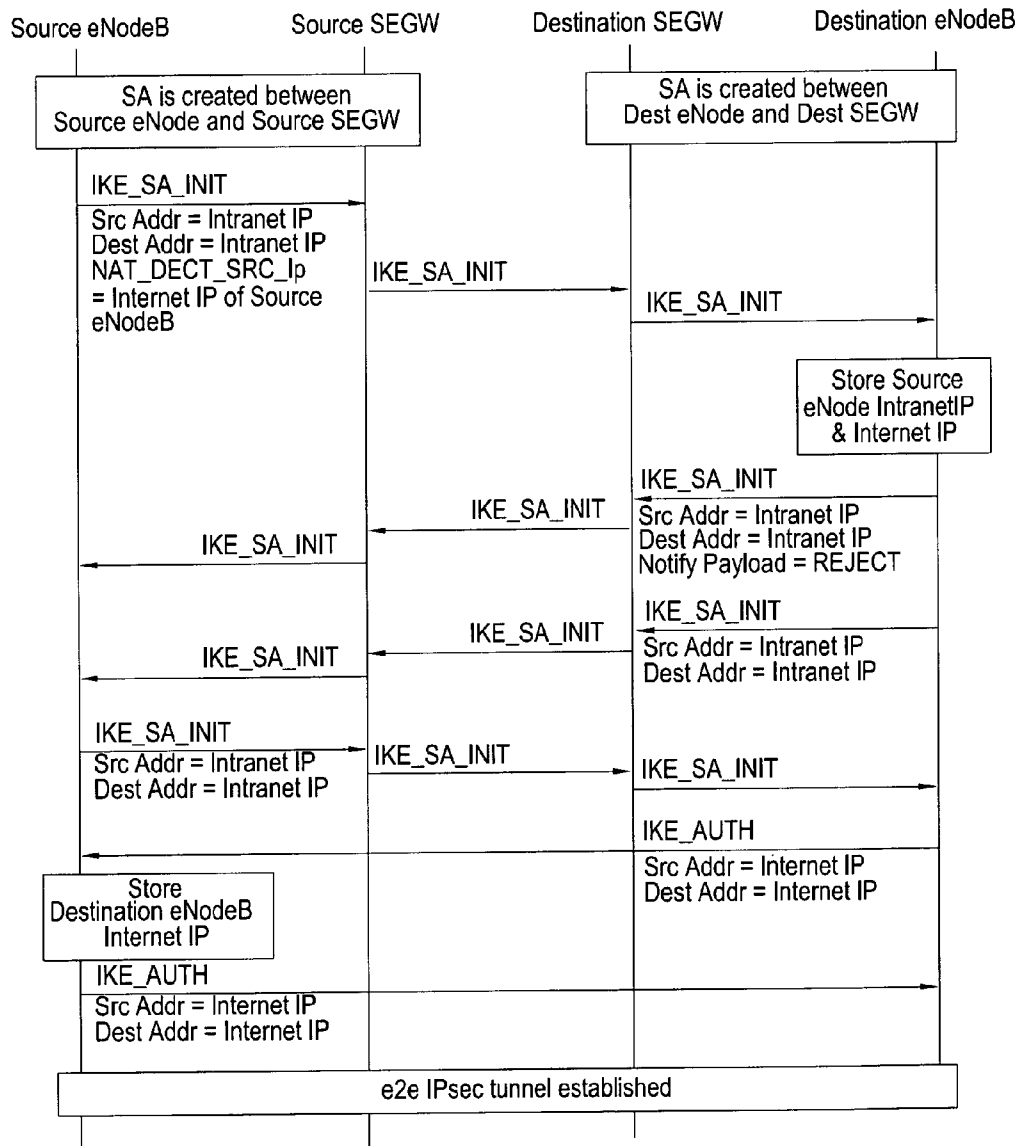 Source eNodeB
Source SEGW
Destination SEGW
Destination eNodeB
SA is created between
Source eNode and Source SEGW
SA is created between
Dest eNode and Dest SEGW
IKE_SA_INIT
Src Addr = Intranet IP
Dest Addr = Intranet IP
NAT_DECT_SRC_Ip
= Internet IP of Source
eNodeB
IKE_SA_INIT
IKE_SA_INIT
Store Source
eNode IntranetIP
& Internet IP
IKE_SA_INIT
Src Addr = Intranet IP
Dest Addr = Intranet IP
Notify Payload = REJECT
IKE_SA_INIT
IKE_SA_INIT
IKE_SA_INIT
Src Addr = Intranet IP
Dest Addr = Intranet IP
IKE_SA_INIT
IKE_SA_INIT
IKE_SA_INIT
Src Addr = Intranet IP
Dest Addr = Intranet IP
IKE_SA_INIT
IKE_SA_INIT
IKE_AUTH
Src Addr = Internet IP
Dest Addr = Internet IP
Store
Destination eNodeB
Internet IP
IKE_AUTH
Src Addr = Internet IP
Dest Addr = Internet IP
e2e IPsec tunnel established